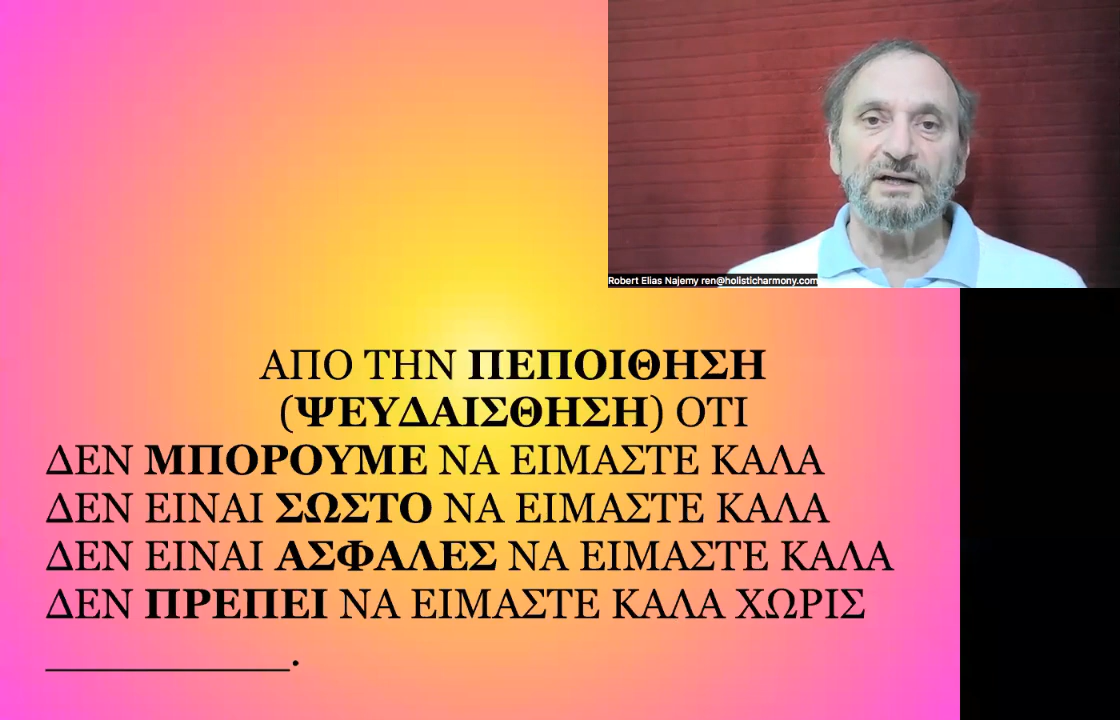 Robert Elias Najemy ren@holisticharmony.com
ΑΠΟ ΤΗΝ ΠΕΠΟΙΘΗΣΗ
(ΨΕΥΔΑΙΣΘΗΣΗ) ΟΤΙ
ΔΕΝ ΜΠΟΡΟΥΜΕ ΝΑ ΕΙΜΑΣΤΕ ΚΑΛΑ
ΔΕΝ ΕΙΝΑΙ ΣΩΣΤΟ ΝΑ ΕΙΜΑΣΤΕ ΚΑΛΑ
ΔΕΝ ΕΙΝΑΙ ΑΣΦΑΛΕΣ ΝΑ ΕΙΜΑΣΤΕ ΚΑΛΑ
ΔΕΝ ΠΡΕΠΕΙ ΝΑ ΕΙΜΑΣΤΕ ΚΑΛΑ ΧΩΡΙΣ
____________.